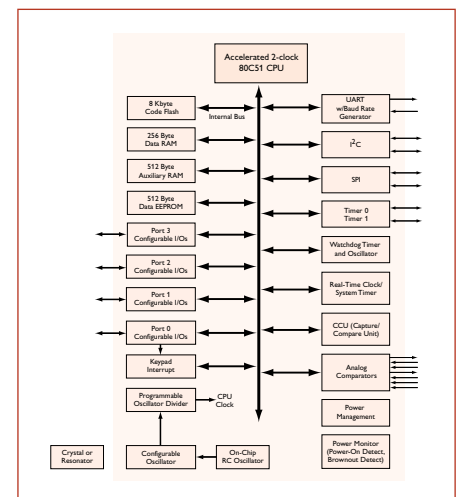 Accelerated 2-clock
80C51 CPU
8 Kbyte
Code Flash
Internal Bus
UART
w/Baud Rate
Generator
256 Byte
Data RAM
I²C
512 Byte
Auxiliary RAM
SPI
512 Byte
Data EEPROM
Timer 0
Timer 1
Port 3
Configurable I/Os
Watchdog Timer
and Oscillator
Port 2
Configurable I/Os
Real-Time Clock/
System Timer
Port 1
Configurable I/Os
CCU (Capture/
Compare Unit)
Port 0
Configurable I/Os
Keypad
Interrupt
Analog
Comparators
Programmable
Oscillator Divider
CPU
Clock
Power
Management
Crystal or
Resonator
Configurable
Oscillator
On-Chip
RC Oscillator
Power Monitor
(Power-On Detect,
Brownout Detect)